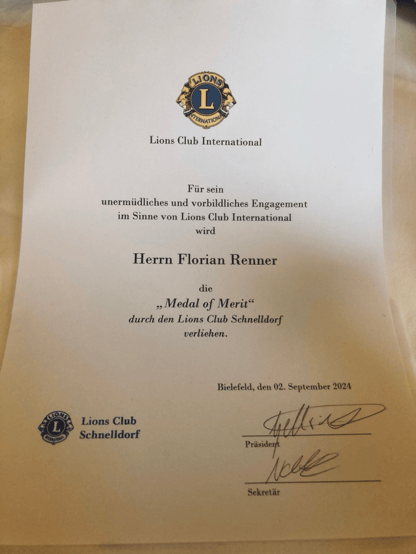 LIONS
L
INTERNATIONAL
Lions Club International
Für sein
unermüdliches und vorbildliches Engagement
im Sinne von Lions Club International
wird
Herrn Florian Renner
die
„Medal of Merit“
durch den Lions Club Schnelldorf
verliehen.
Bielefeld, den 02. September 2024
LIONS
L
Lions Club
Schnelldorf
Präsident
Sekretär